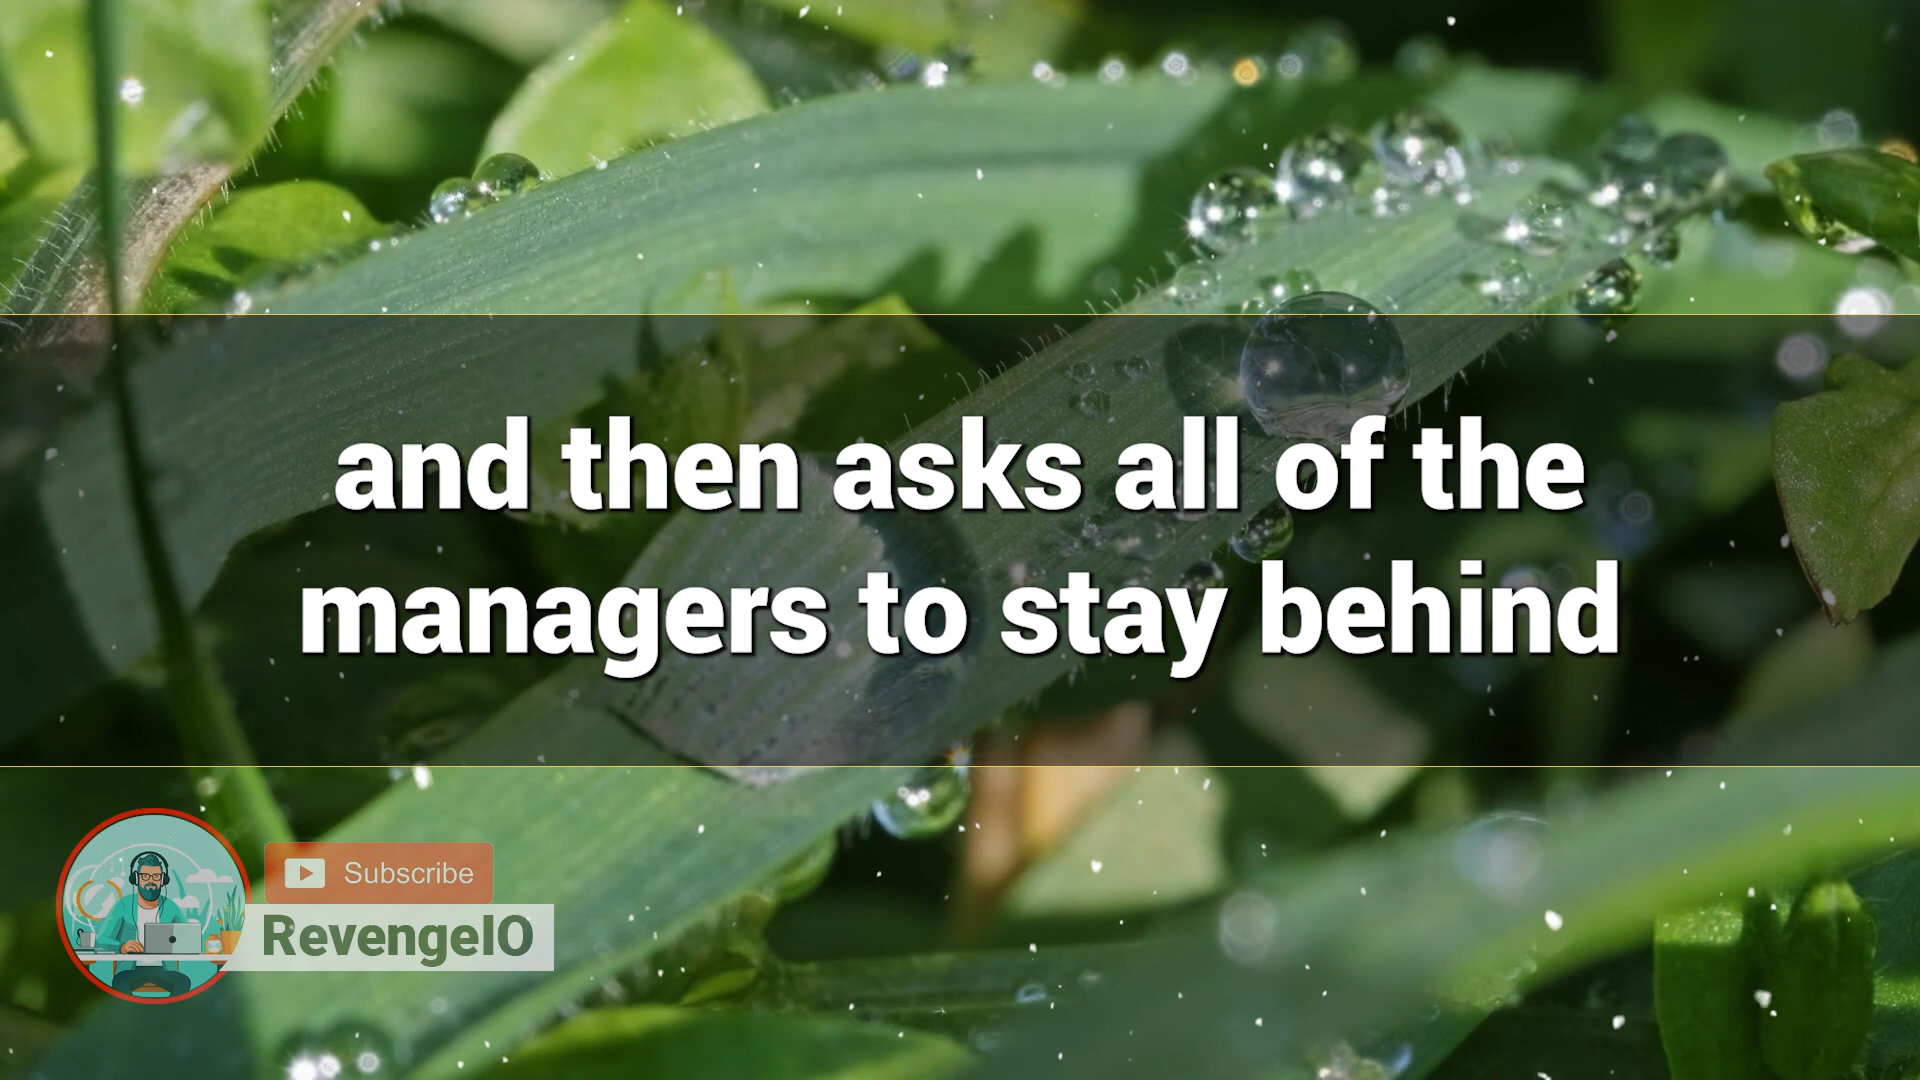 and then asks all of the
managers to stay behind
Subscribe
RevengeIO